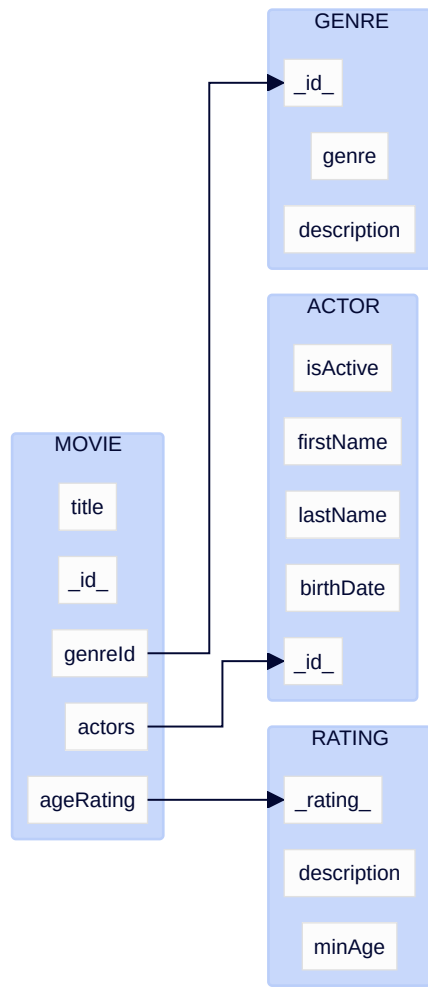 MOVIE
title
_id_
genreId
actors
ageRating
GENRE
_id_
genre
description
ACTOR
isActive
firstName
lastName
birthDate
_id_
RATING
_rating_
description
minAge